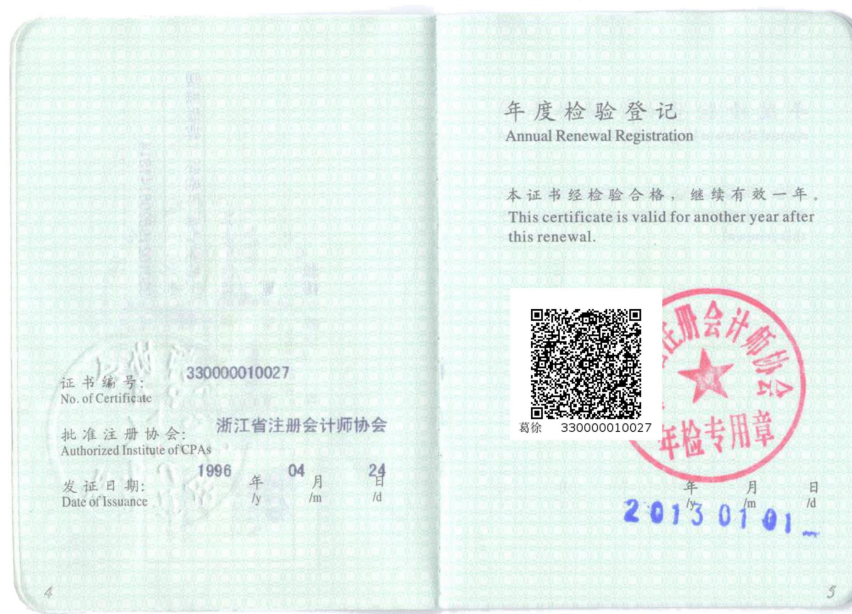 证书编号: 330000010027
No. of Certificate
批准注册协会: 浙江省注册会计师协会
Authorized Institute of CPAs
发证日期: 1996 年 04 月 24 日
Date of Issuance /y /m /d
4
年度检验登记
Annual Renewal Registration
本证书经检验合格，继续有效一年。
This certificate is valid for another year after
this renewal.
注册会计师协会
年检专用章
葛徐 330000010027
年 月 日
/y /m /d
2013 01 01
5